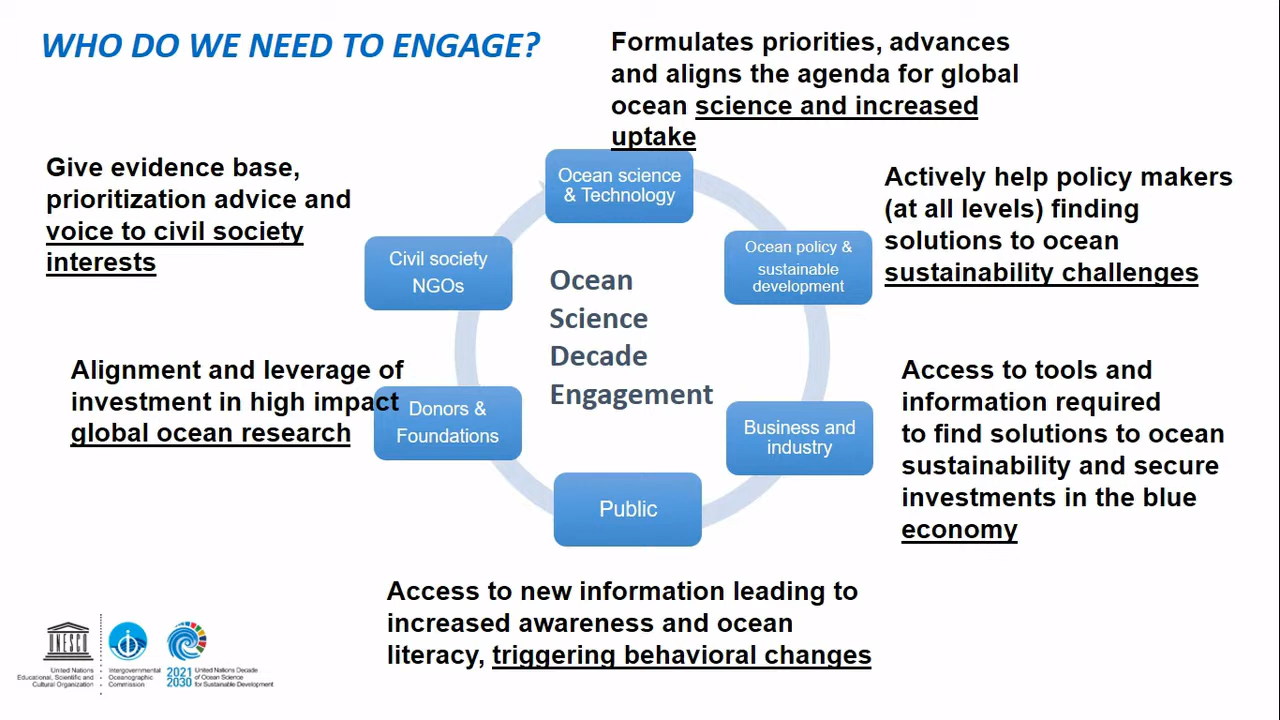 WHO DO WE NEED TO ENGAGE?
Formulates priorities, advances
and aligns the agenda for global
ocean science and increased
uptake
Give evidence base,
prioritization advice and
voice to civil society
interests
Ocean science
& Technology
Actively help policy makers
(at all levels) finding
solutions to ocean
sustainability challenges
Civil society
NGOs
Ocean policy &
sustainable
development
Ocean
Science
Decade
Engagement
Alignment and leverage of
investment in high impact
global ocean research
Donors &
Foundations
Business and
industry
Access to tools and
information required
to find solutions to ocean
sustainability and secure
investments in the blue
economy
Public
Access to new information leading to
increased awareness and ocean
literacy, triggering behavioral changes
UNESCO
United Nations
Educational, Scientific and
Cultural Organization
Intergovernmental
Oceanographic
Commission
2021
2030
United Nations Decade
of Ocean Science
for Sustainable Development